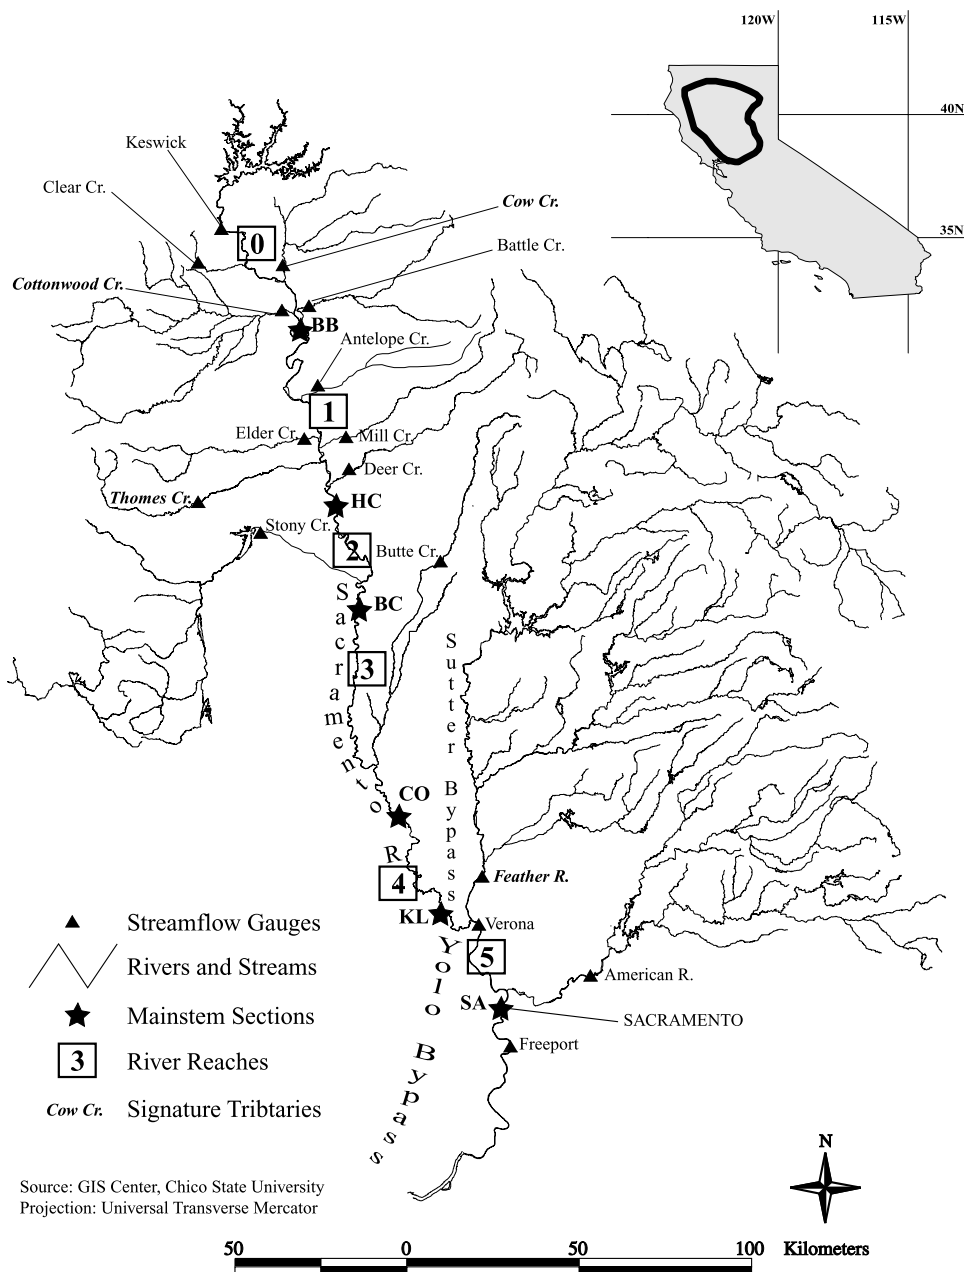 120W
115W
40N
35N
Keswick
Clear Cr.
Cow Cr.
0
Battle Cr.
Cottonwood Cr.
BB
Antelope Cr.
1
Elder Cr.
Mill Cr.
Deer Cr.
Thomes Cr.
HC
Stony Cr.
2
Butte Cr.
BC
3
Sacramento R
Sutter Bypass
CO
4
Feather R.
KL
Verona
5
Yolo Bypass
American R.
SA
SACRAMENTO
Freeport
Streamflow Gauges
Rivers and Streams
Mainstem Sections
3 River Reaches
Cow Cr. Signature Tribtaries
N
Source: GIS Center, Chico State University
Projection: Universal Transverse Mercator
50 0 50 100 Kilometers